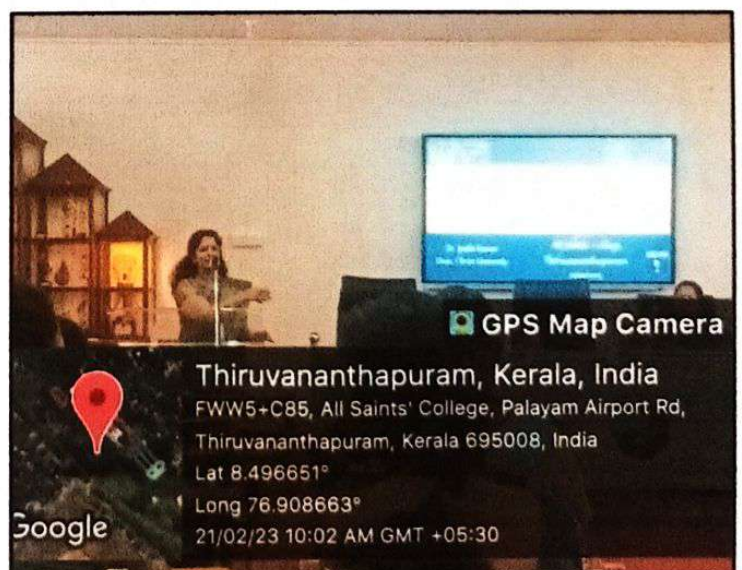 GPS Map Camera
Thiruvananthapuram, Kerala, India
FWW5+C85, All Saints' College, Palayam Airport Rd,
Thiruvananthapuram, Kerala 695008, India
Lat 8.496651°
Long 76.908663°
21/02/23 10:02 AM GMT +05:30
Google